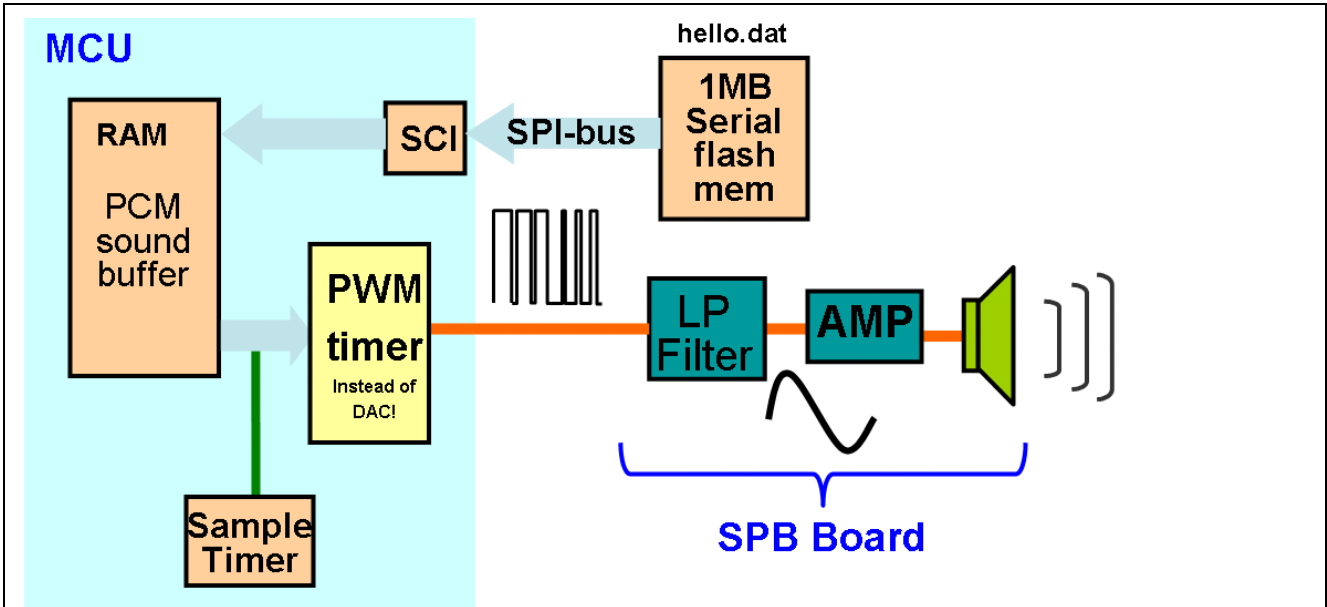 MCU
hello.dat
RAM
PCM
sound
buffer
SCI
SPI-bus
1MB
Serial
flash
mem
PWM
timer
Instead of
DAC!
LP
Filter
AMP
Sample
Timer
SPB Board